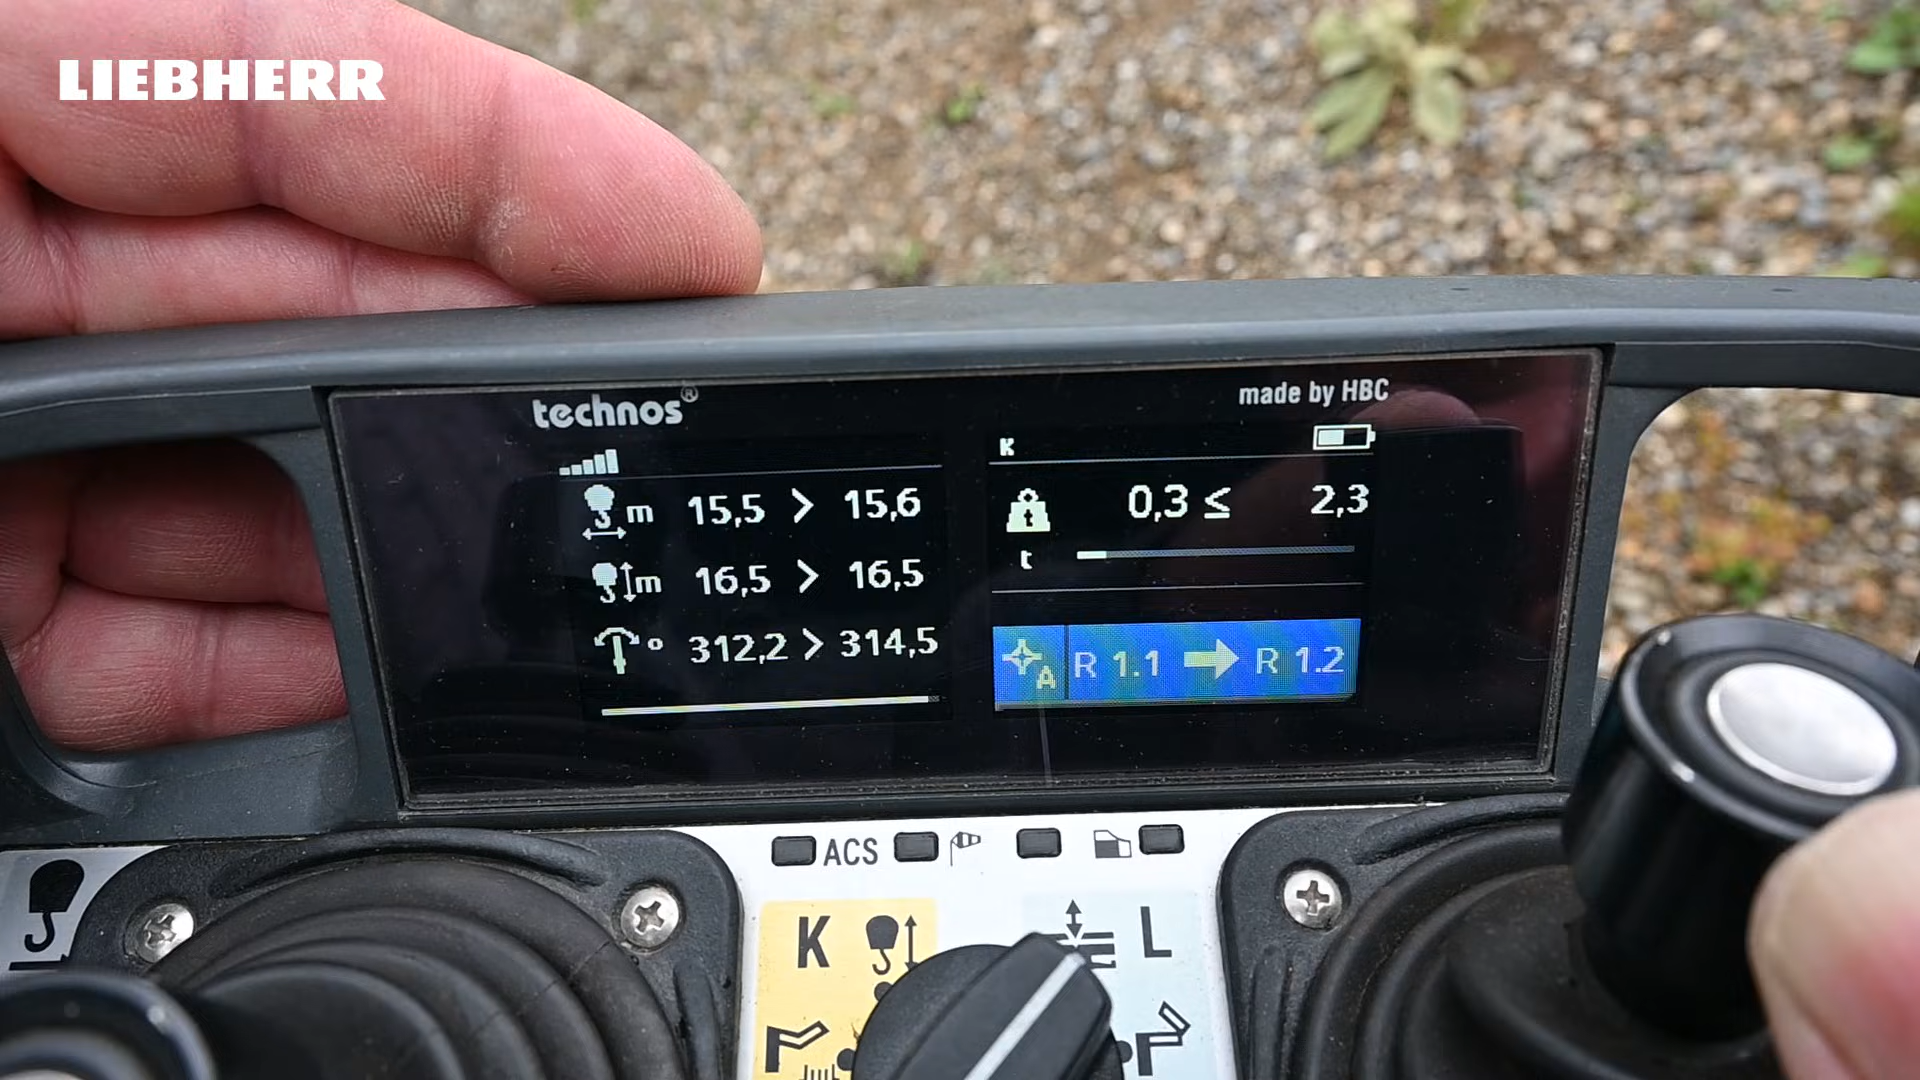 LIEBHERR
technos®
made by HBC
K
m 15,5 > 15,6
0,3 ≤ 2,3
t
t
m 16,5 > 16,5
° 312,2 > 314,5
A R 1.1 → R 1.2
ACS
K
L